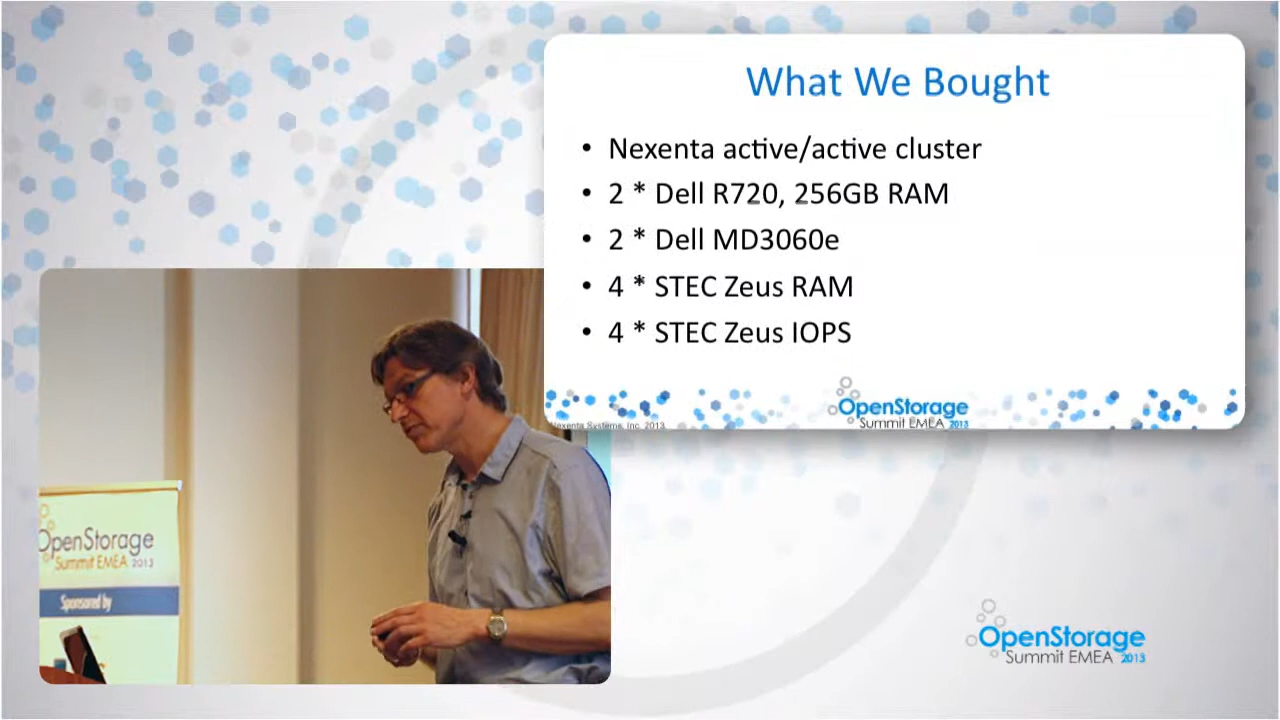 What We Bought
• Nexenta active/active cluster
• 2 * Dell R720, 256GB RAM
• 2 * Dell MD3060e
• 4 * STEC Zeus RAM
• 4 * STEC Zeus IOPS
OpenStorage
Summit EMEA 2013
Nexenta Systems, Inc. 2013
OpenStorage
Summit EMEA 2013
Sponsored by
OpenStorage
Summit EMEA 2013